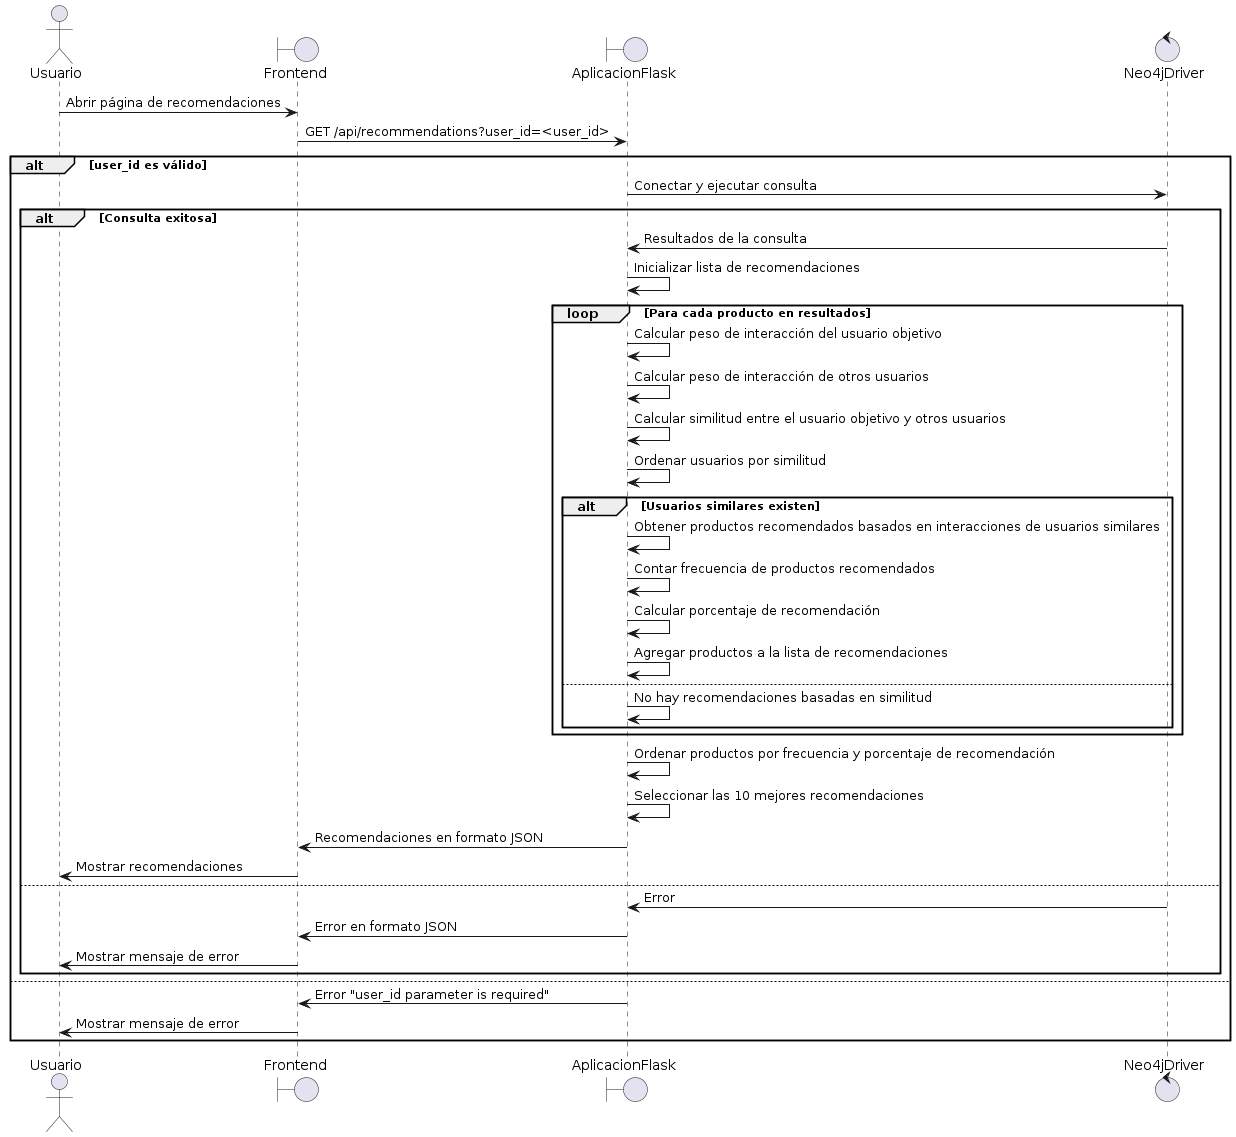 Usuario
Frontend
AplicacionFlask
Neo4jDriver
Abrir página de recomendaciones
GET /api/recommendations?user_id=<user_id>
alt [user_id es válido]
Conectar y ejecutar consulta
alt [Consulta exitosa]
Resultados de la consulta
Inicializar lista de recomendaciones
loop [Para cada producto en resultados]
Calcular peso de interacción del usuario objetivo
Calcular peso de interacción de otros usuarios
Calcular similitud entre el usuario objetivo y otros usuarios
Ordenar usuarios por similitud
alt [Usuarios similares existen]
Obtener productos recomendados basados en interacciones de usuarios similares
Contar frecuencia de productos recomendados
Calcular porcentaje de recomendación
Agregar productos a la lista de recomendaciones
No hay recomendaciones basadas en similitud
Ordenar productos por frecuencia y porcentaje de recomendación
Seleccionar las 10 mejores recomendaciones
Recomendaciones en formato JSON
Mostrar recomendaciones
Error
Error en formato JSON
Mostrar mensaje de error
Error "user_id parameter is required"
Mostrar mensaje de error
Usuario
Frontend
AplicacionFlask
Neo4jDriver